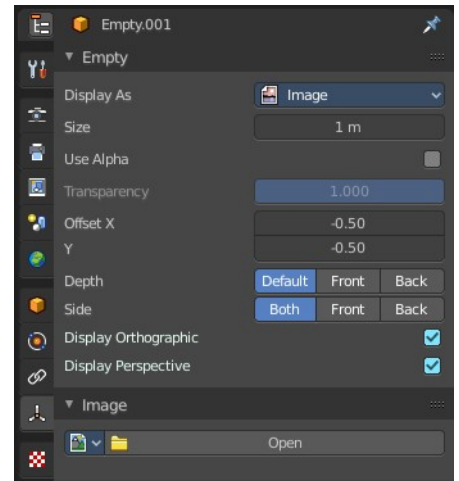 Empty.001
Empty
Display As Image
Size 1 m
Use Alpha
Transparency 1.000
Offset X -0.50
Y -0.50
Depth Default Front Back
Side Both Front Back
Display Orthographic
Display Perspective
Image
Open